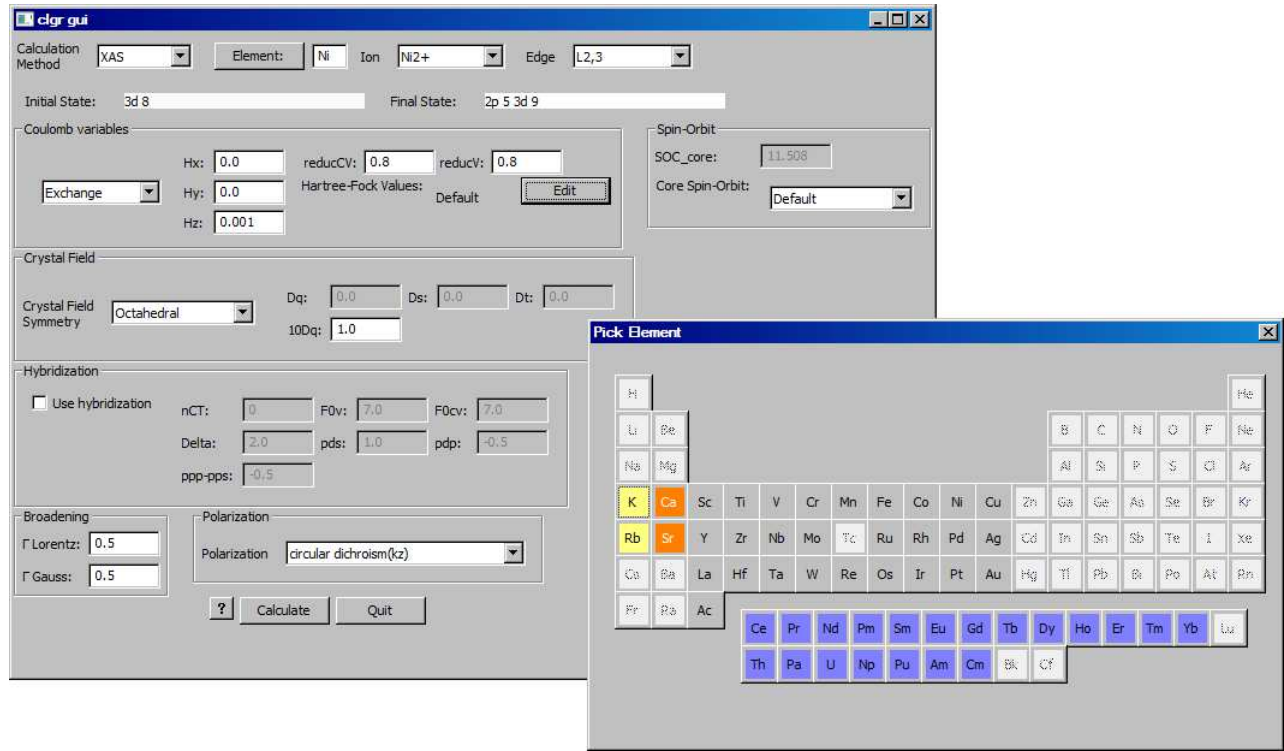 clgr gui
Calculation Method XAS Element: Ni Ion Ni2+ Edge L2,3
Initial State: 3d 8 Final State: 2p 5 3d 9
Coulomb variables
Exchange
Hx: 0.0 reducCV: 0.8 reducV: 0.8
Hy: 0.0 Hartree-Fock Values: Default Edit
Hz: 0.001
Spin-Orbit
SOC_core: 11.508
Core Spin-Orbit: Default
Crystal Field
Crystal Field Symmetry Octahedral
Dq: 0.0 Ds: 0.0 Dt: 0.0
10Dq: 1.0
Hybridization
Use hybridization
nCT: 0 F0v: 7.0 F0cv: 7.0
Delta: 2.0 pds: 1.0 pdp: -0.5
ppp-pps: -0.5
Broadening
Γ Lorentz: 0.5
Γ Gauss: 0.5
Polarization
Polarization circular dichroism(kz)
? Calculate Quit
Pick Element
H He
Li Be B C N O F Ne
Na Mg Al Si P S Cl Ar
K Ca Sc Ti V Cr Mn Fe Co Ni Cu Zn Ga Ge As Se Br Kr
Rb Sr Y Zr Nb Mo Tc Ru Rh Pd Ag Cd In Sn Sb Te I Xe
Cs Ba La Hf Ta W Re Os Ir Pt Au Hg Tl Pb Bi Po At Rn
Fr Ra Ac
Ce Pr Nd Pm Sm Eu Gd Tb Dy Ho Er Tm Yb Lu
Th Pa U Np Pu Am Cm Bk Cf